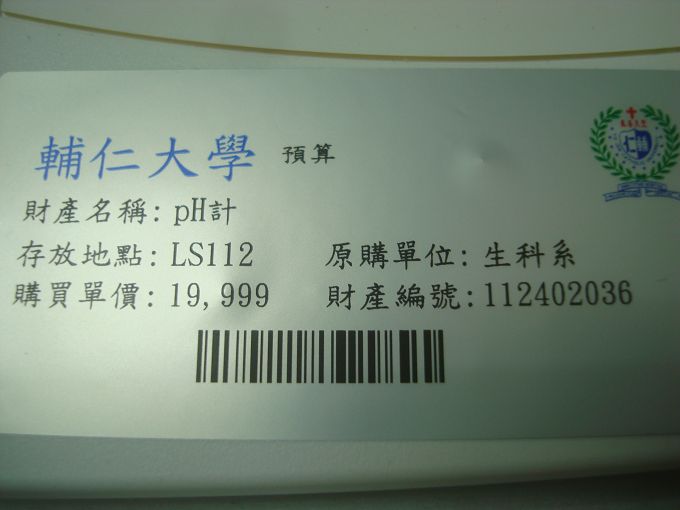 輔仁大學 預算
財產名稱: pH計
存放地點: LS112 原購單位: 生科系
購買單價: 19,999 財產編號: 112402036